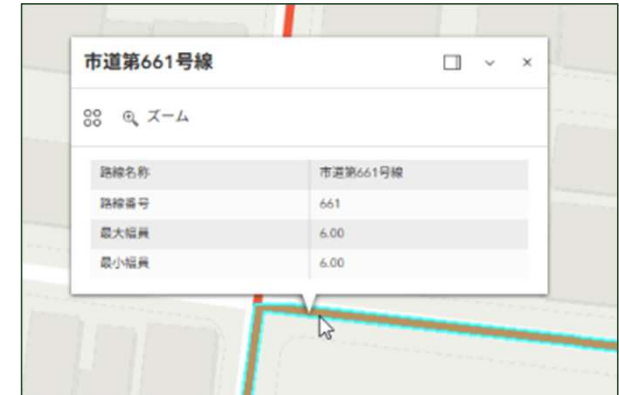 市道第661号線
ズーム
路線名称 市道第661号線
路線番号 661
最大幅員 6.00
最小幅員 6.00